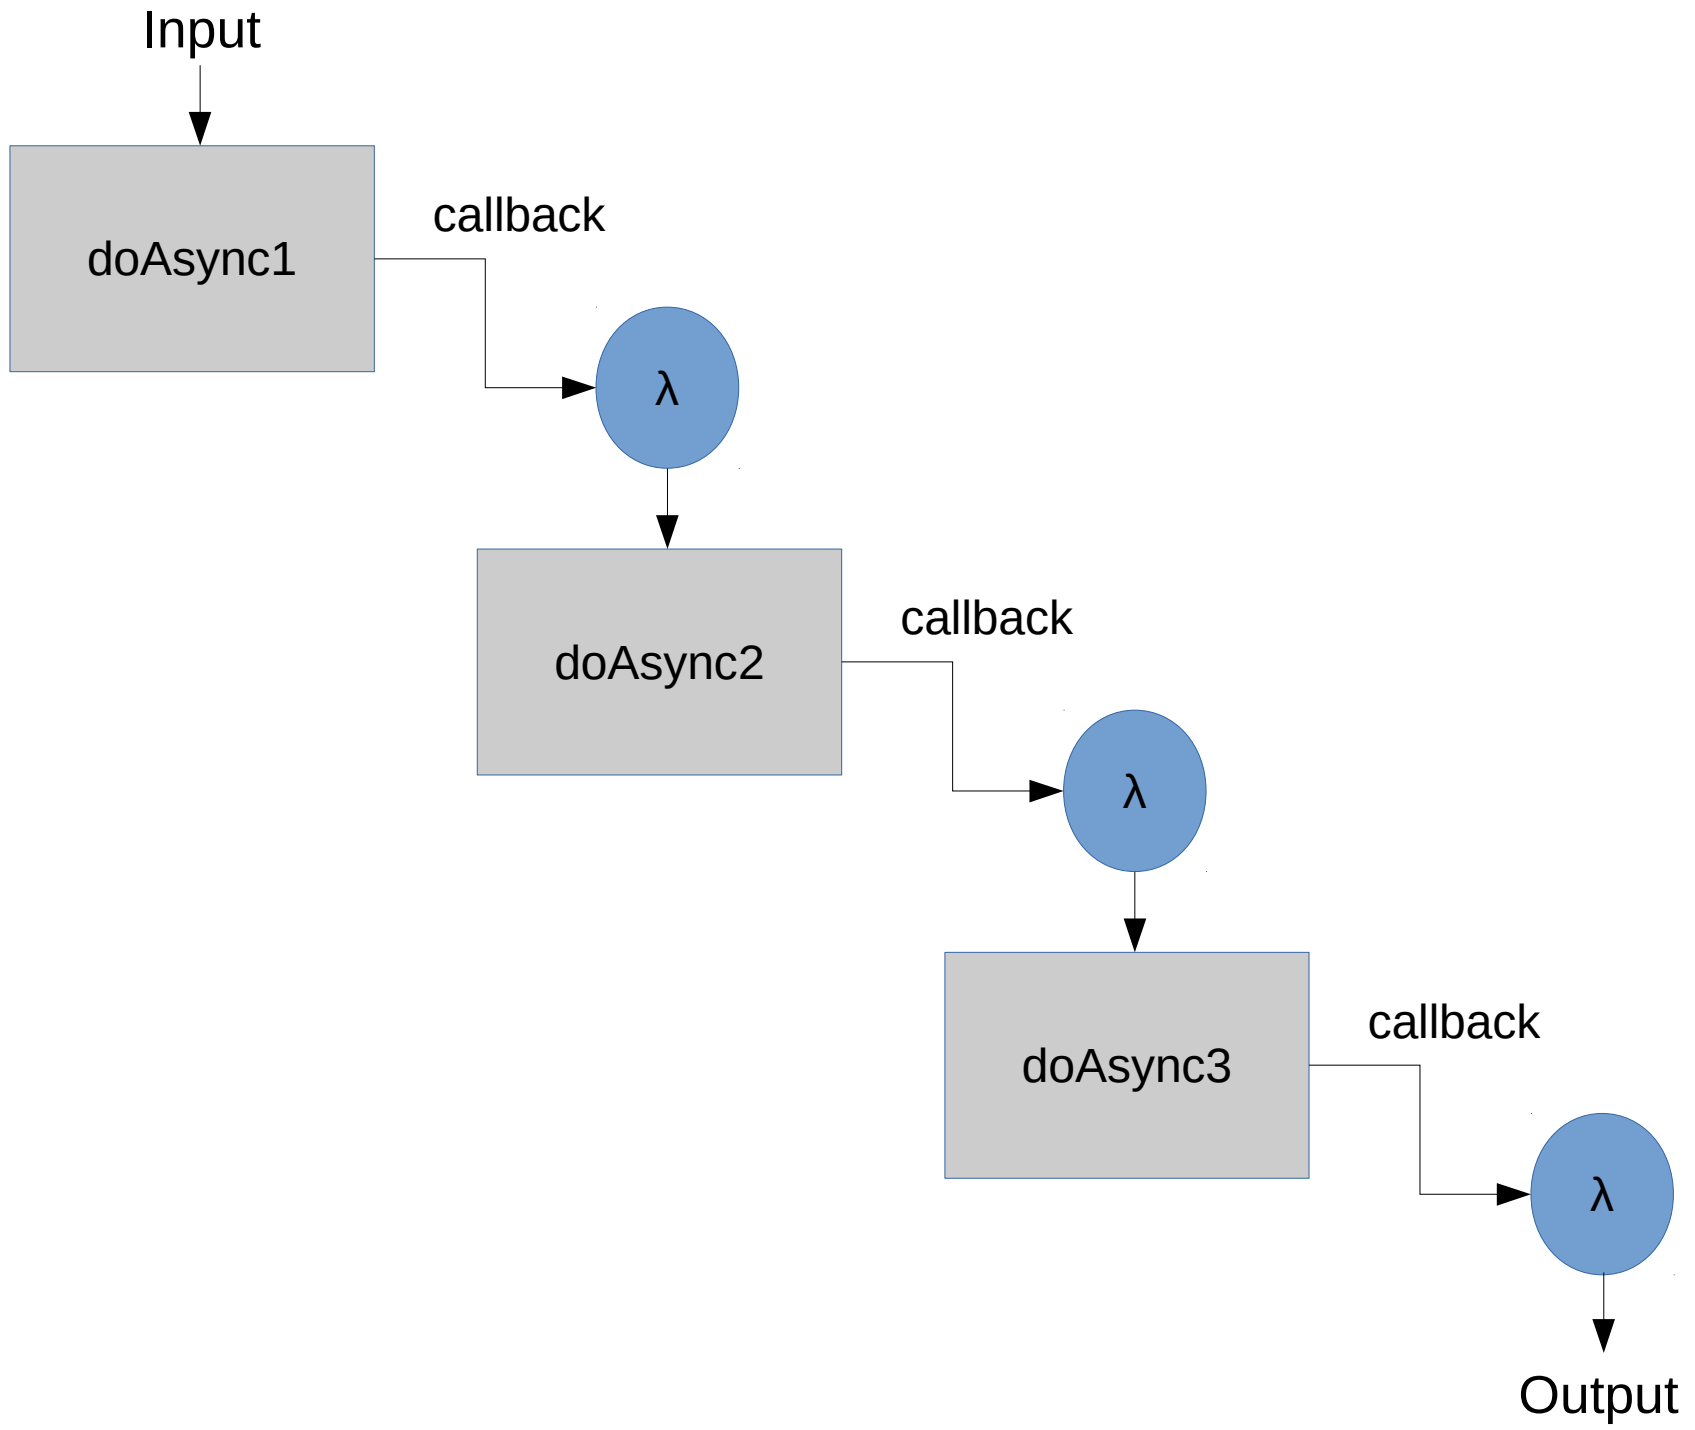 Input
doAsync1
callback
λ
doAsync2
callback
λ
doAsync3
callback
λ
Output